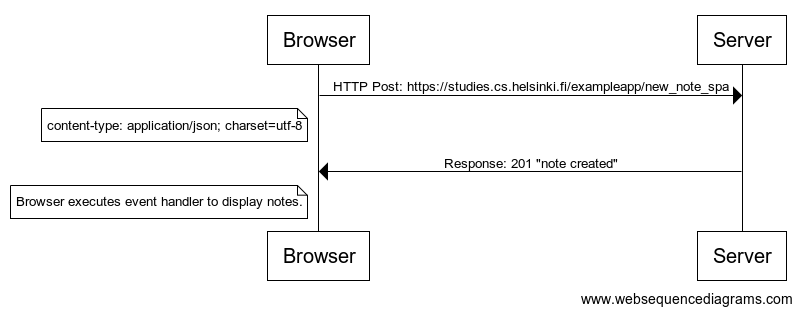 Browser
Server
HTTP Post: https://studies.cs.helsinki.fi/exampleapp/new_note_spa
content-type: application/json; charset=utf-8
Response: 201 "note created"
Browser executes event handler to display notes.
Browser
Server
www.websequencediagrams.com